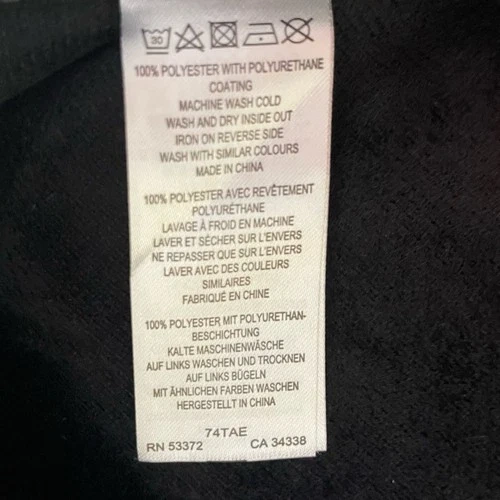 30
100% POLYESTER WITH POLYURETHANE
COATING
MACHINE WASH COLD
WASH AND DRY INSIDE OUT
IRON ON REVERSE SIDE
WASH WITH SIMILAR COLOURS
MADE IN CHINA
100% POLYESTER AVEC REVÊTEMENT
POLYURÉTHANE
LAVAGE À FROID EN MACHINE
LAVER ET SÉCHER SUR L'ENVERS
NE REPASSER QUE SUR L'ENVERS
LAVER AVEC DES COULEURS
SIMILAIRES
FABRIQUÉ EN CHINE
100% POLYESTER MIT POLYURETHAN-
BESCHICHTUNG
KALTE MASCHINENWÄSCHE
AUF LINKS WASCHEN UND TROCKNEN
AUF LINKS BÜGELN
MIT ÄHNLICHEN FARBEN WASCHEN
HERGESTELLT IN CHINA
74TAE
RN 53372 CA 34338